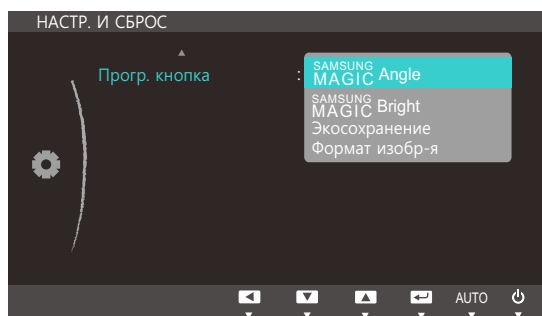 НАСТР. И СБРОС
Прогр. кнопка : SAMSUNG MAGIC Angle
SAMSUNG MAGIC Bright
Экосохранение
Формат изобр-я
AUTO